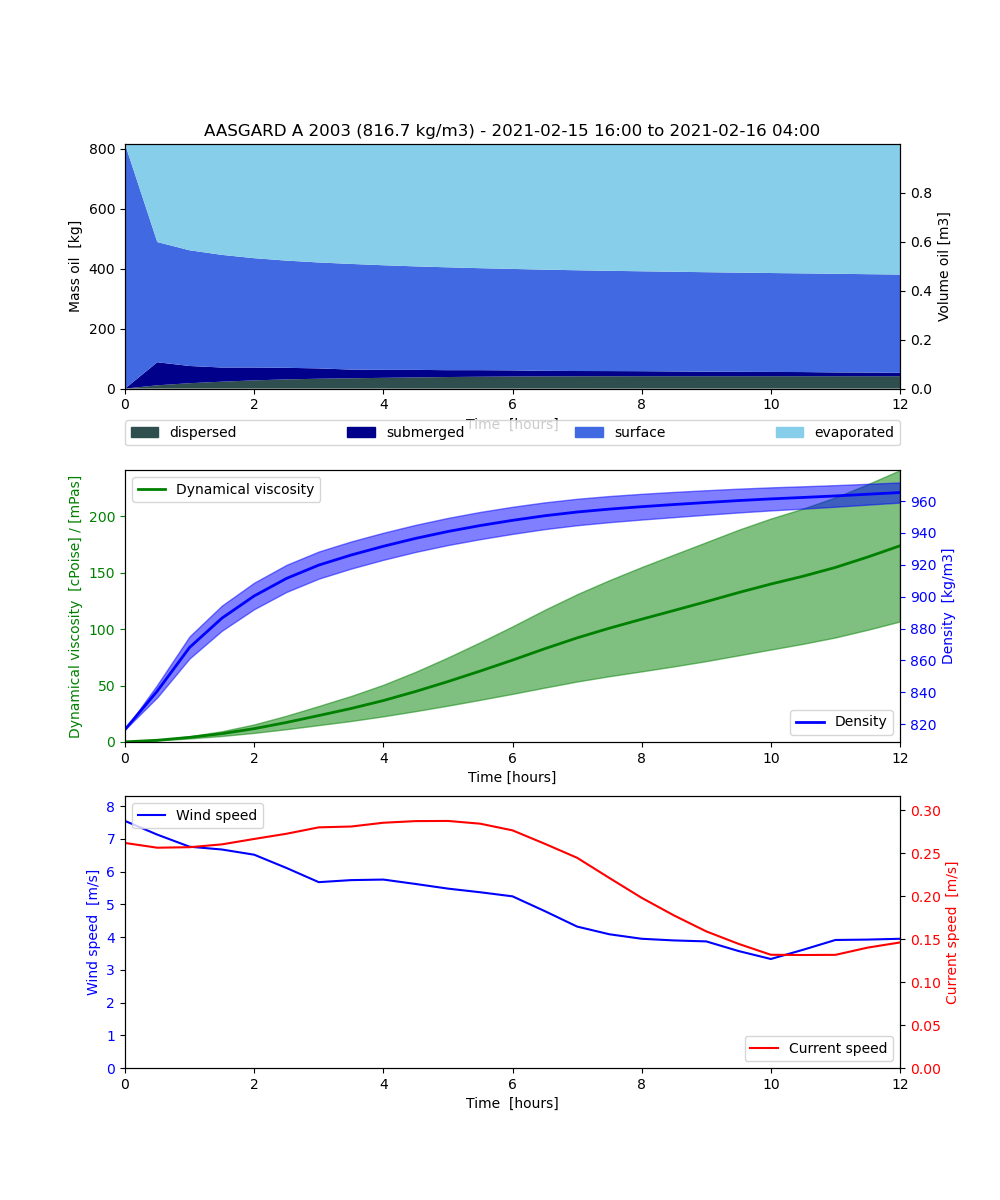 AASGARD A 2003 (816.7 kg/m3) - 2021-02-15 16:00 to 2021-02-16 04:00
Mass oil [kg]
800
600
400
200
0
Volume oil [m3]
0.8
0.6
0.4
0.2
0.0
0 2 4 6 8 10 12
Time [hours]
dispersed submerged surface evaporated
Dynamical viscosity [cPoise] / [mPas]
200
150
100
50
0
Dynamical viscosity
Density [kg/m3]
960
940
920
900
880
860
840
820
Density
0 2 4 6 8 10 12
Time [hours]
Wind speed [m/s]
8
7
6
5
4
3
2
1
0
Wind speed
Current speed [m/s]
0.30
0.25
0.20
0.15
0.10
0.05
0.00
Current speed
0 2 4 6 8 10 12
Time [hours]